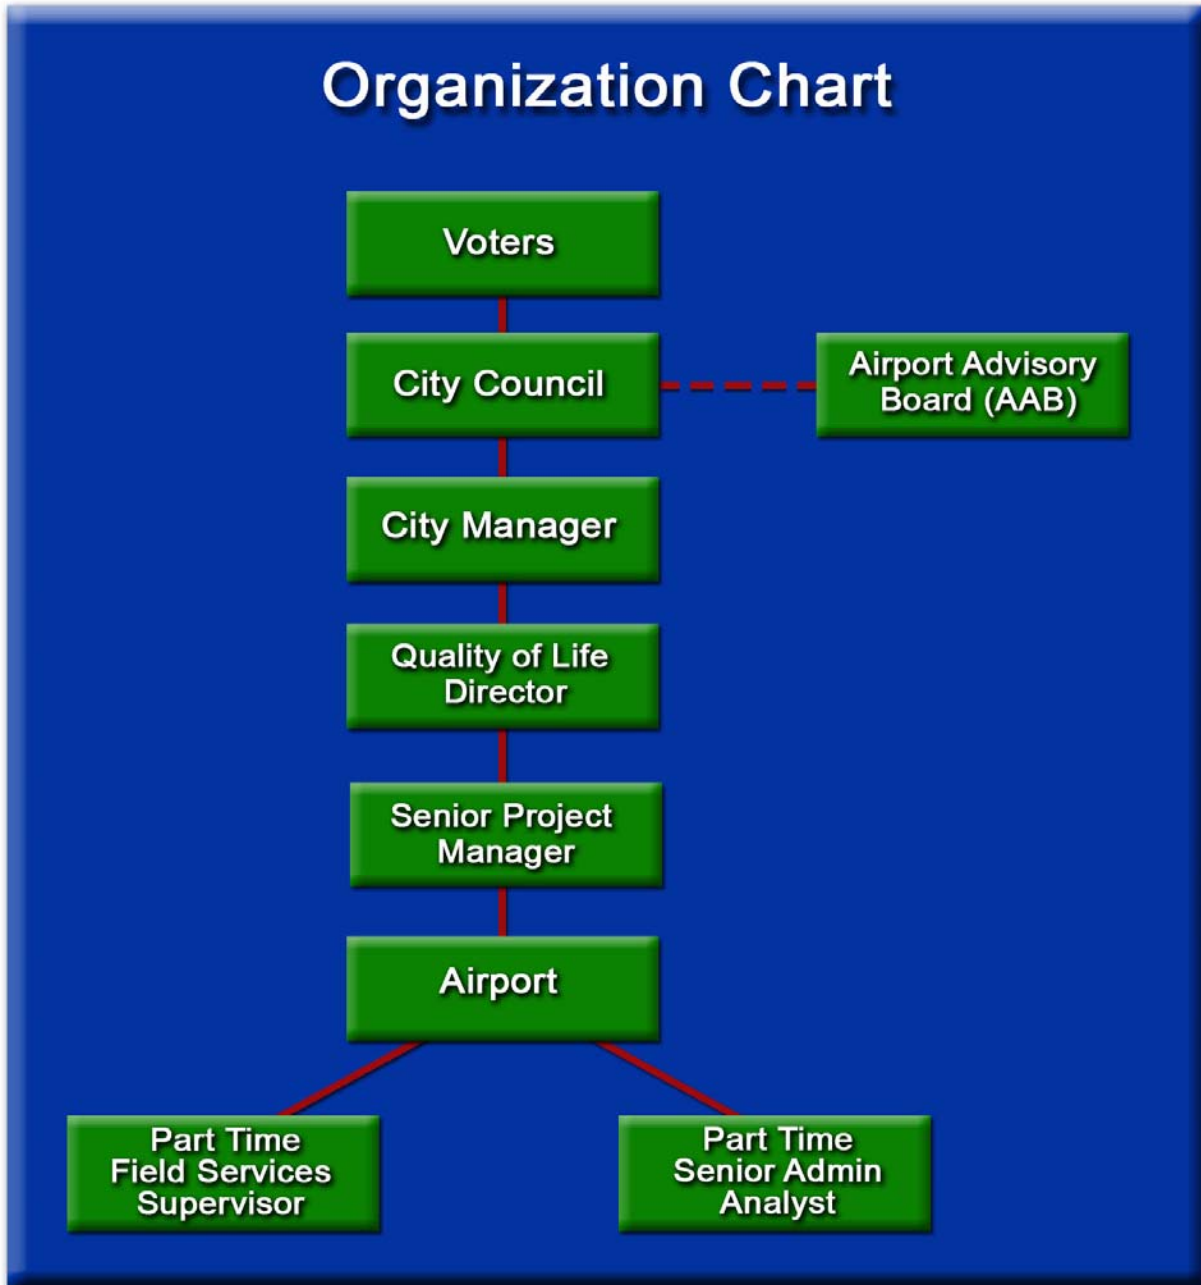 Organization Chart
Voters
City Council
Airport Advisory
Board (AAB)
City Manager
Quality of Life
Director
Senior Project
Manager
Airport
Part Time
Field Services
Supervisor
Part Time
Senior Admin
Analyst